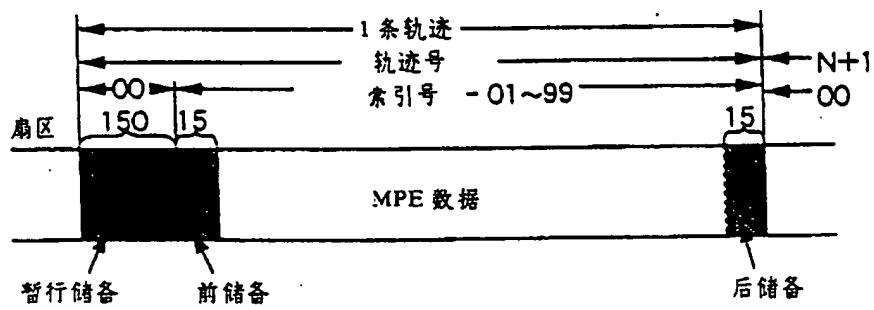 1 条轨迹
轨迹号 N+1
00 索引号 - 01~99 00
扇区 150 15 15
MPE 数据
暂行储备 前储备 后储备